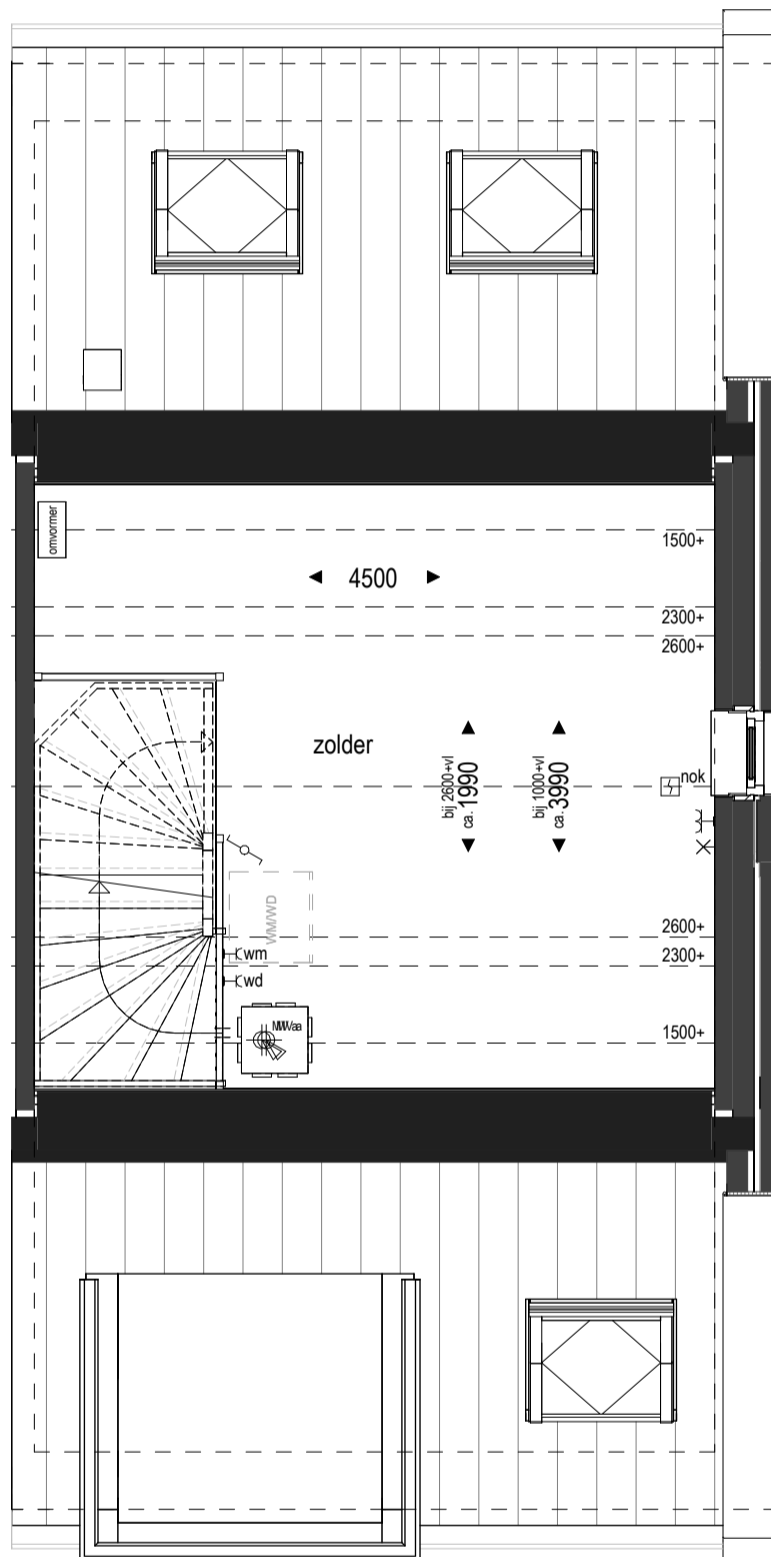 omvormer
1500+
4500
2300+
2600+
zolder
bij 2600+vl
ca. 1990
bij 1000+vl
ca. 3990
nok
WM/WD
2600+
wm
2300+
wd
1500+